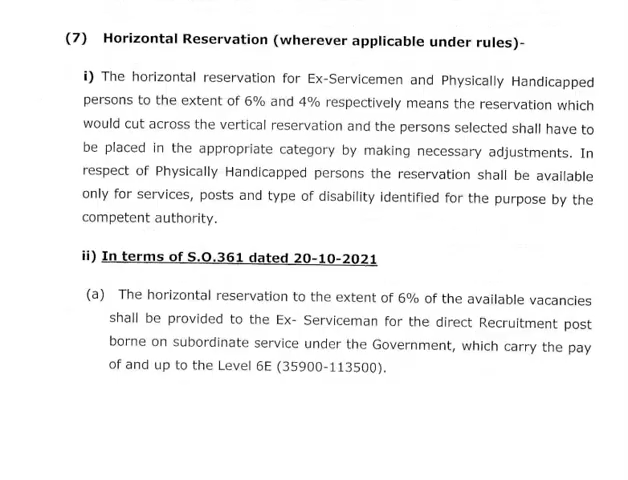 (7) Horizontal Reservation (wherever applicable under rules)-
i) The horizontal reservation for Ex-Servicemen and Physically Handicapped
persons to the extent of 6% and 4% respectively means the reservation which
would cut across the vertical reservation and the persons selected shall have to
be placed in the appropriate category by making necessary adjustments. In
respect of Physically Handicapped persons the reservation shall be available
only for services, posts and type of disability identified for the purpose by the
competent authority.
ii) In terms of S.O.361 dated 20-10-2021
(a) The horizontal reservation to the extent of 6% of the available vacancies
shall be provided to the Ex- Serviceman for the direct Recruitment post
borne on subordinate service under the Government, which carry the pay
of and up to the Level 6E (35900-113500).